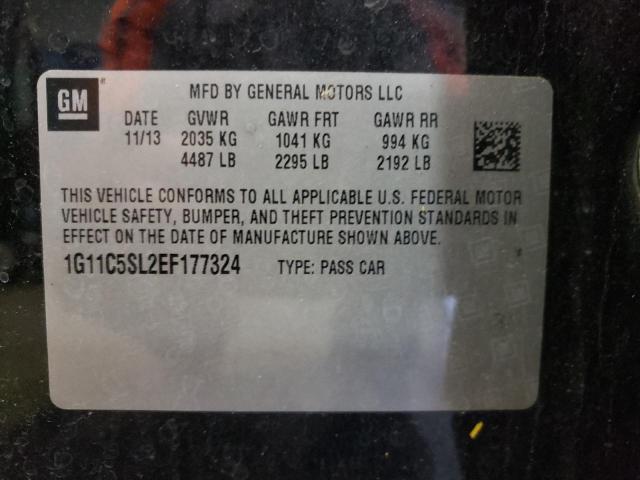 GM
MFD BY GENERAL MOTORS LLC
DATE GVWR GAWR FRT GAWR RR
11/13 2035 KG 1041 KG 994 KG
4487 LB 2295 LB 2192 LB
THIS VEHICLE CONFORMS TO ALL APPLICABLE U.S. FEDERAL MOTOR
VEHICLE SAFETY, BUMPER, AND THEFT PREVENTION STANDARDS IN
EFFECT ON THE DATE OF MANUFACTURE SHOWN ABOVE.
1G11C5SL2EF177324 TYPE: PASS CAR